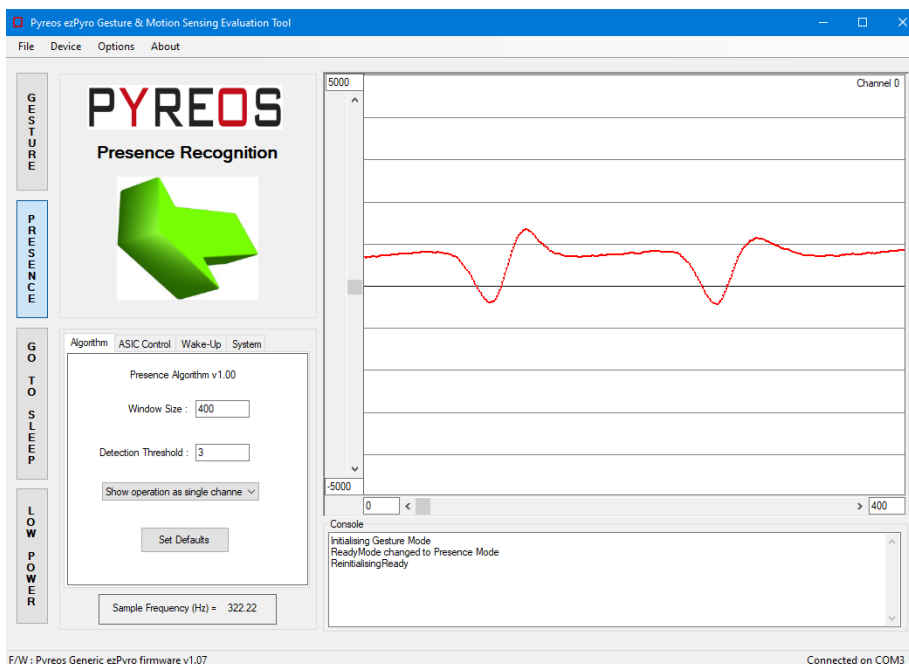 Pyreos ezPyro Gesture & Motion Sensing Evaluation Tool
File Device Options About
GESTURE
PRESENCE
GO TO SLEEP
LOW POWER
PYREOS
Presence Recognition
Algorithm ASIC Control Wake-Up System
Presence Algorithm v1.00
Window Size : 400
Detection Threshold : 3
Show operation as single channe
Set Defaults
Sample Frequency (Hz) = 322.22
5000
Channel 0
-5000
0 400
Console
Initialising Gesture Mode
ReadyMode changed to Presence Mode
ReinitialisingReady
F/W : Pyreos Generic ezPyro firmware v1.07
Connected on COM3